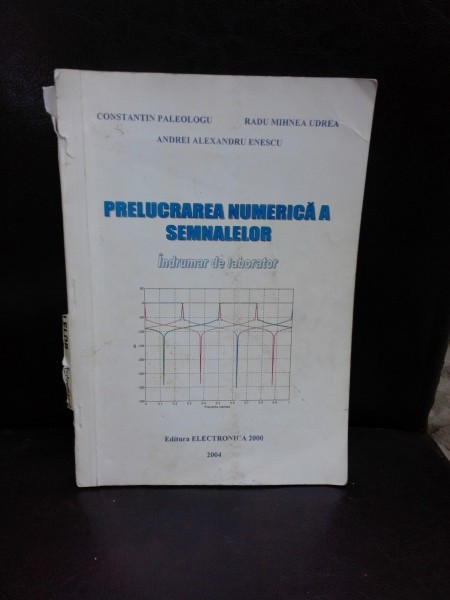 CONSTANTIN PALEOLOGU RADU MIHNEA UDREA
ANDREI ALEXANDRU ENESCU
PRELUCRAREA NUMERICĂ A
SEMNALELOR
Îndrumar de laborator
Editura ELECTRONICA 2000
2004